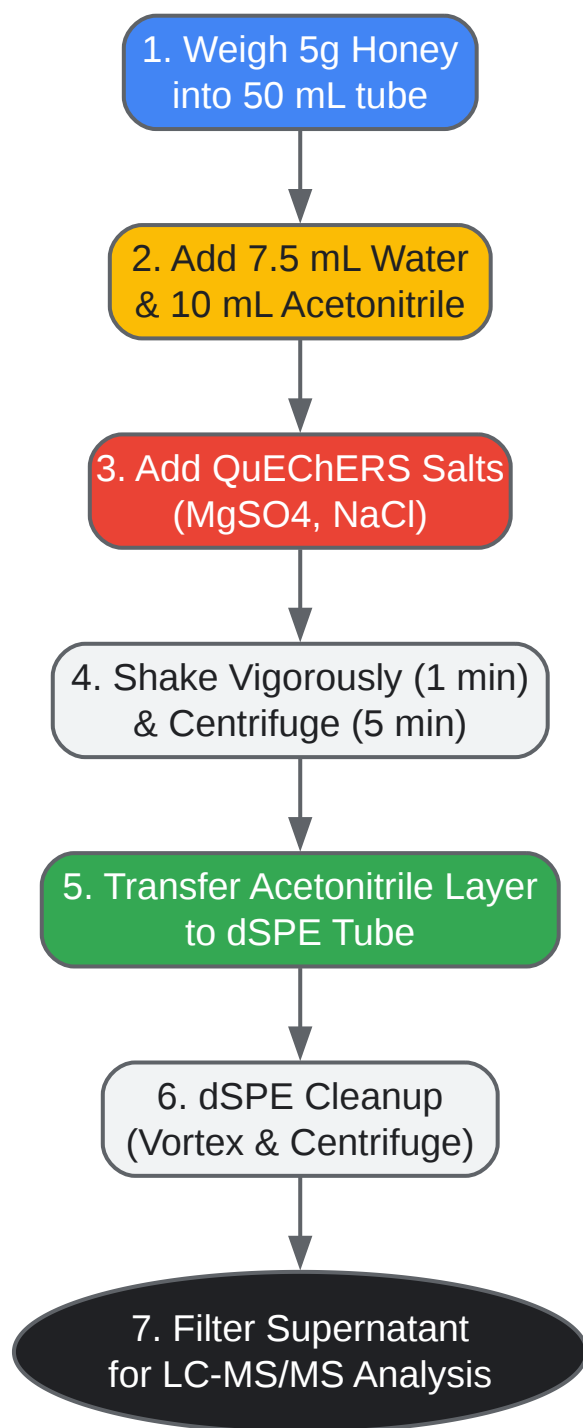 1. Weigh 5g Honey
into 50 mL tube
2. Add 7.5 mL Water
& 10 mL Acetonitrile
3. Add QuEChERS Salts
(MgSO4, NaCl)
4. Shake Vigorously (1 min)
& Centrifuge (5 min)
5. Transfer Acetonitrile Layer
to dSPE Tube
6. dSPE Cleanup
(Vortex & Centrifuge)
7. Filter Supernatant
for LC-MS/MS Analysis